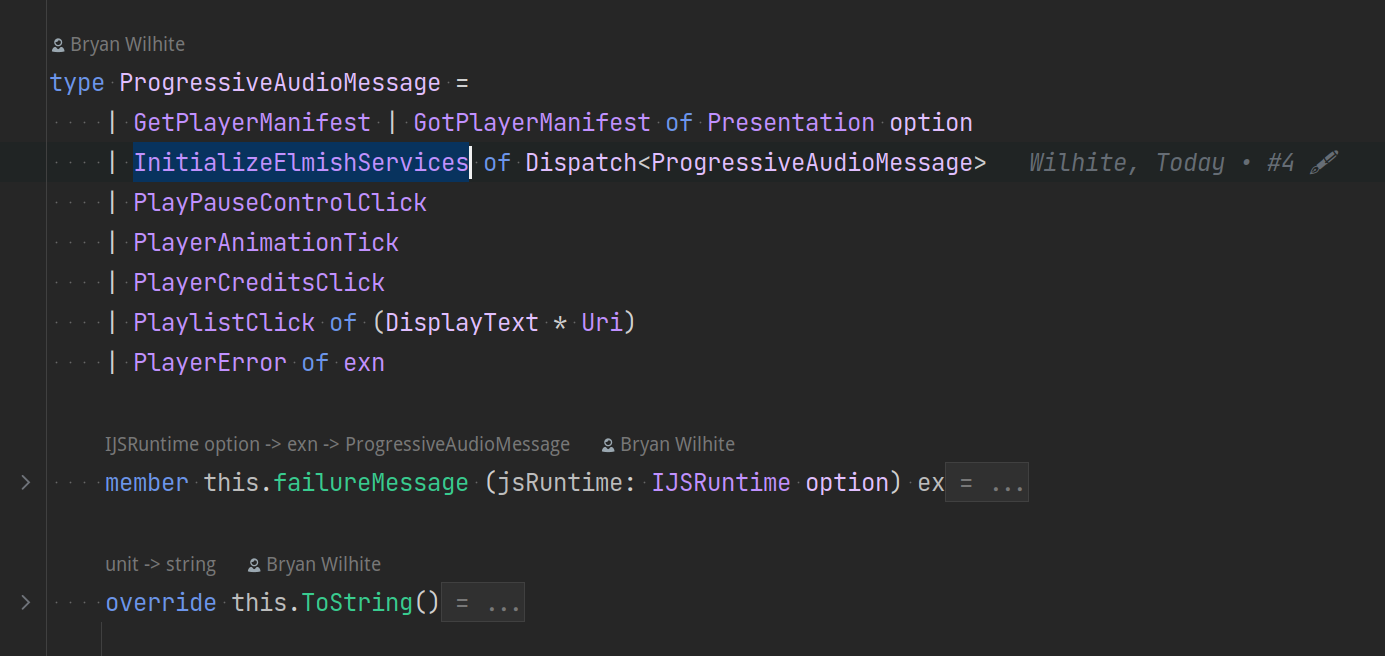 Bryan Wilhite
type ProgressiveAudioMessage =
| GetPlayerManifest | GotPlayerManifest of Presentation option
| InitializeElmishServices of Dispatch<ProgressiveAudioMessage> Wilhite, Today • #4
| PlayPauseControlClick
| PlayerAnimationTick
| PlayerCreditsClick
| PlaylistClick of (DisplayText * Uri)
| PlayerError of exn
IJSRuntime option -> exn -> ProgressiveAudioMessage Bryan Wilhite
member this.failureMessage (jsRuntime: IJSRuntime option) ex = ...
unit -> string Bryan Wilhite
override this.ToString() = ...